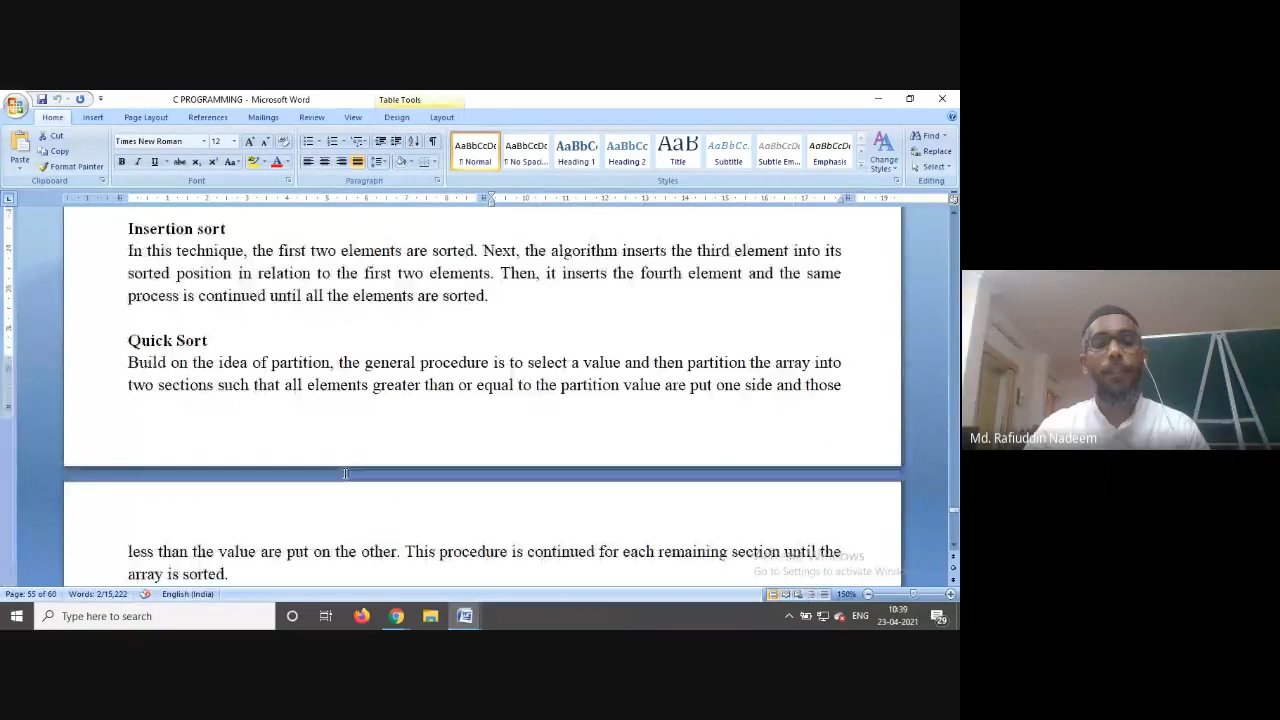 C PROGRAMMING - Microsoft Word
Table Tools
Home Insert Page Layout References Mailings Review View Design Layout
Paste
Cut
Copy
Format Painter
Clipboard
Times New Roman 12
Font
Paragraph
AaBbCcDc AaBbCcDc AaBbC AaBbCc AaB AaBbCc. AaBbCcDc AaBbCcDc
¶ Normal ¶ No Spaci... Heading 1 Heading 2 Title Subtitle Subtle Em... Emphasis
Change
Styles
Styles
Find
Replace
Select
Editing
Insertion sort
In this technique, the first two elements are sorted. Next, the algorithm inserts the third element into its
sorted position in relation to the first two elements. Then, it inserts the fourth element and the same
process is continued until all the elements are sorted.
Quick Sort
Build on the idea of partition, the general procedure is to select a value and then partition the array into
two sections such that all elements greater than or equal to the partition value are put one side and those
less than the value are put on the other. This procedure is continued for each remaining section until the
array is sorted.
Go to Settings to activate Wind
Page: 55 of 60 Words: 2/15,222 English (India) 150%
Type here to search
ENG
10:39
23-04-2021
29
Md. Rafiuddin Nadeem